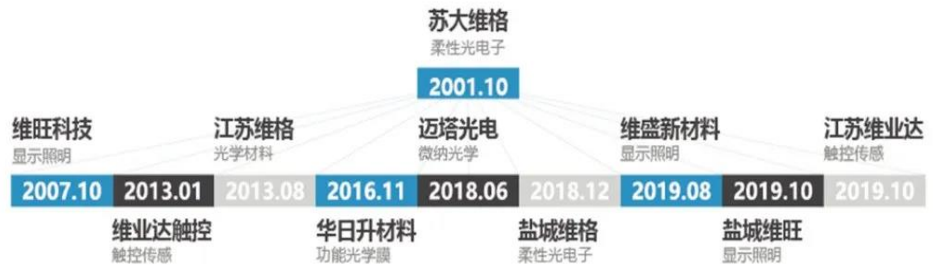 苏大维格
柔性光电子
2001.10
维旺科技 江苏维格 迈塔光电 维盛新材料 江苏维业达
显示照明 光学材料 微纳光学 显示照明 触控传感
2007.10 2013.01 2013.08 2016.11 2018.06 2018.12 2019.08 2019.10 2019.10
维业达触控 华日升材料 盐城维格 盐城维旺
触控传感 功能光学膜 柔性光电子 显示照明